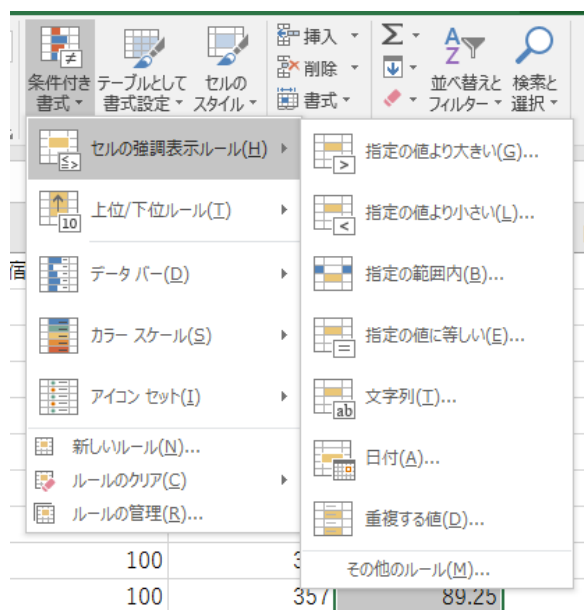 挿入
削除
書式
条件付き
書式
テーブルとして
書式設定
セルの
スタイル
並べ替えと
フィルター
検索と
選択
セルの強調表示ルール(H)
上位/下位ルール(T)
データ バー(D)
カラー スケール(S)
アイコン セット(I)
新しいルール(N)...
ルールのクリア(C)
ルールの管理(R)...
指定の値より大きい(G)...
指定の値より小さい(L)...
指定の範囲内(B)...
指定の値に等しい(E)...
文字列(T)...
日付(A)...
重複する値(D)...
その他のルール(M)...
100
100 357 89.25